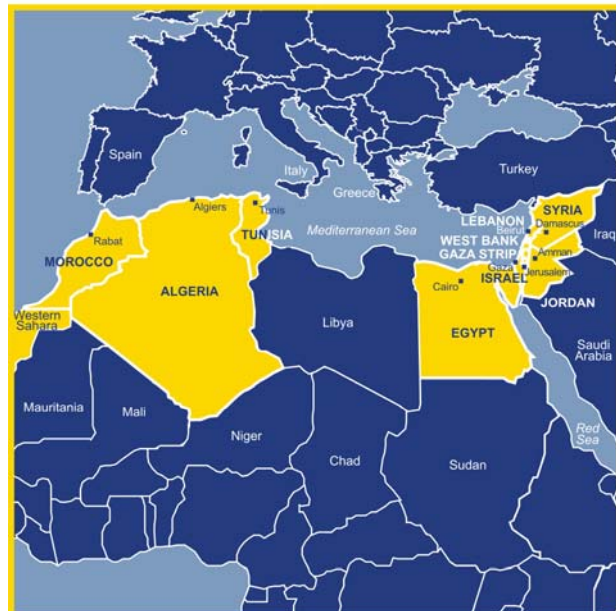 Spain
Italy
Turkey
Greece
Algiers
Tunis
LEBANON
SYRIA
Damascus
Beirut
Mediterranean Sea
Rabat
TUNISIA
WEST BANK
Iraq
GAZA STRIP
Amman
MOROCCO
Gaza
Jerusalem
ISRAEL
Cairo
ALGERIA
JORDAN
Western
Sahara
Libya
EGYPT
Saudi
Arabia
Mauritania
Mali
Niger
Chad
Sudan
Red
Sea